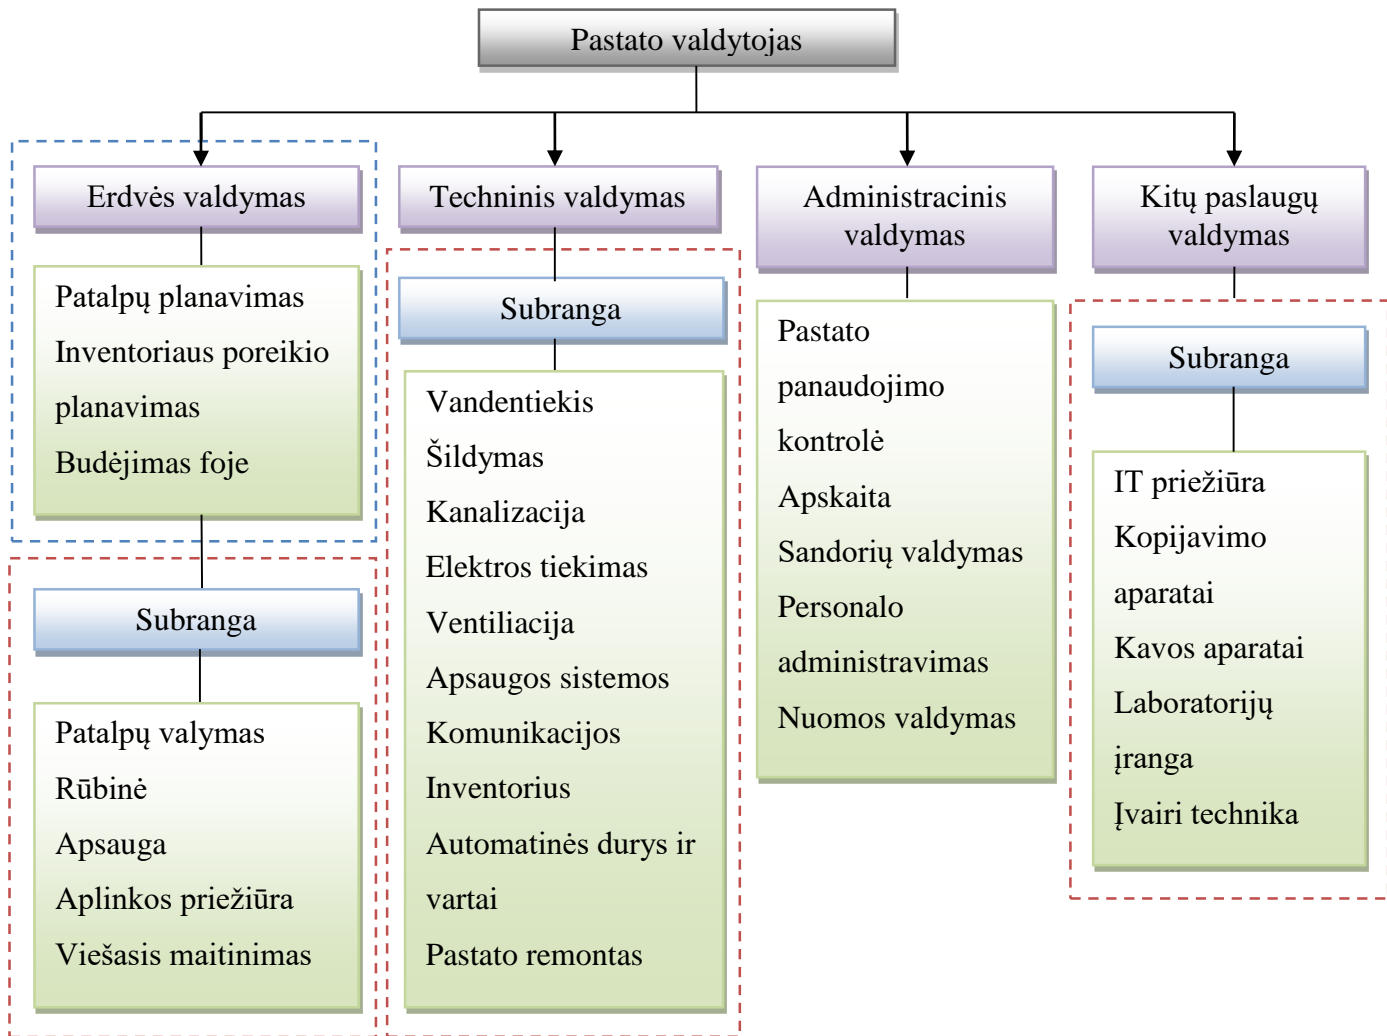 Pastato valdytojas
Erdvės valdymas
Patalpų planavimas
Inventoriaus poreikio
planavimas
Budėjimas foje
Subranga
Patalpų valymas
Rūbinė
Apsauga
Aplinkos priežiūra
Viešasis maitinimas
Techninis valdymas
Subranga
Vandentiekis
Šildymas
Kanalizacija
Elektros tiekimas
Ventiliacija
Apsaugos sistemos
Komunikacijos
Inventorius
Automatinės durys ir
vartai
Pastato remontas
Administracinis
valdymas
Pastato
panaudojimo
kontrolė
Apskaita
Sandorių valdymas
Personalo
administravimas
Nuomos valdymas
Kitų paslaugų
valdymas
Subranga
IT priežiūra
Kopijavimo
aparatai
Kavos aparatai
Laboratorijų
įranga
Įvairi technika